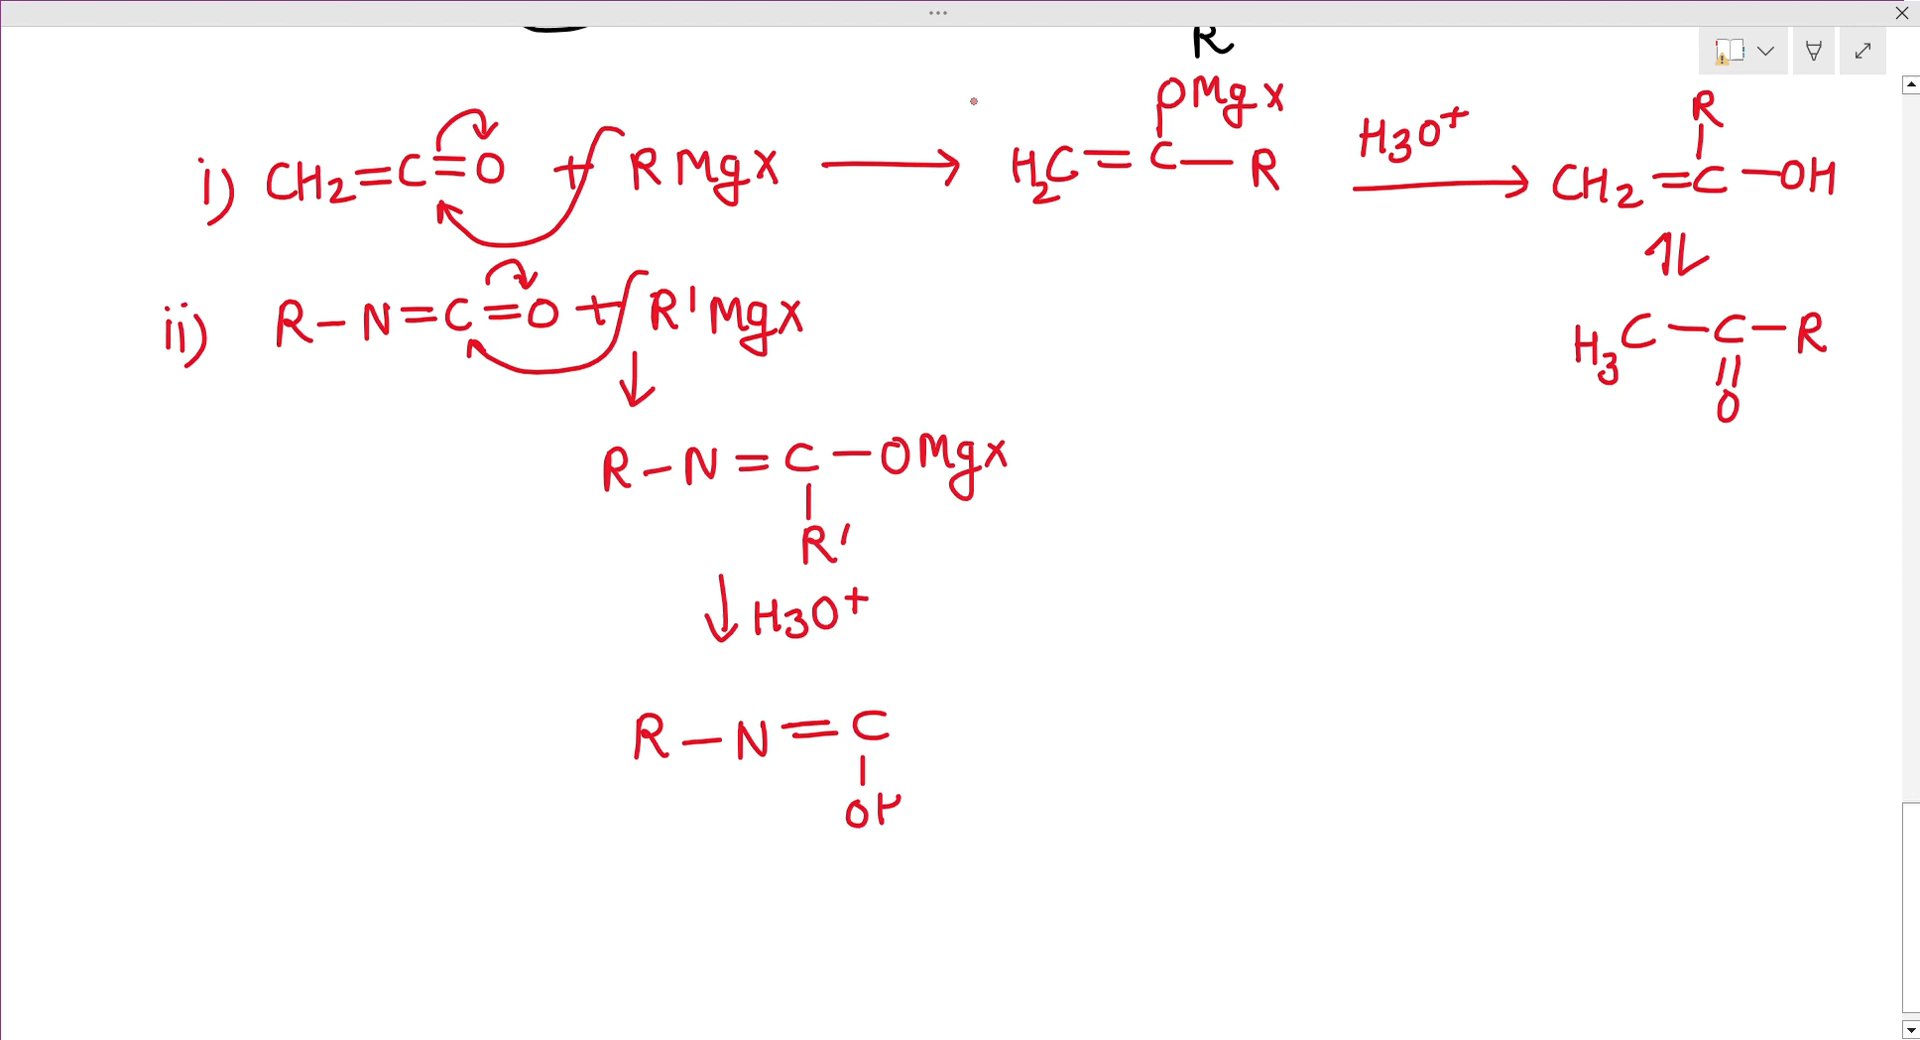 R
OMgx
i) CH2=C=O + RMgX ⟶ H2C=C—R H3O+ ⟶ CH2=C—OH
R
⇅
H3C—C—R
||
O
ii) R-N=C=O + R'MgX
↓
R-N=C—OMgx
|
R'
↓ H3O+
R-N=C
|
OH